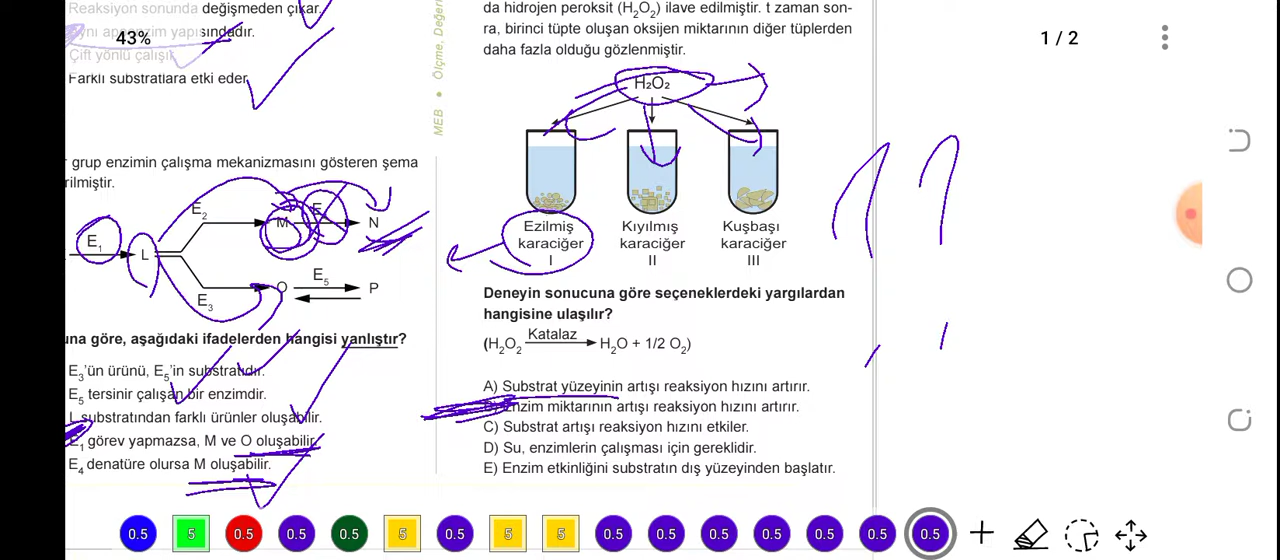 Reaksiyon sonunda değişmeden çıkar.
Aynı apoenzim yapısındadır.
Çift yönlü çalışır.
Farklı substratlara etki eder.
43%
MEB • Ölçme, Değerl
grup enzimin çalışma mekanizmasını gösteren şema
rilmiştir.
E1
L
E2
M
N
E3
O
E5
P
una göre, aşağıdaki ifadelerden hangisi yanlıştır?
E3'ün ürünü, E5'in substratıdır.
E5 tersinir çalışan bir enzimdir.
L substratından farklı ürünler oluşabilir.
E1 görev yapmazsa, M ve O oluşabilir.
E4 denatüre olursa M oluşabilir.
da hidrojen peroksit (H2O2) ilave edilmiştir. t zaman son-
ra, birinci tüpte oluşan oksijen miktarının diğer tüplerden
daha fazla olduğu gözlenmiştir.
H2O2
Ezilmiş karaciğer I
Kıyılmış karaciğer II
Kuşbaşı karaciğer III
Deneyin sonucuna göre seçeneklerdeki yargılardan
hangisine ulaşılır?
Katalaz
(H2O2 → H2O + 1/2 O2)
A) Substrat yüzeyinin artışı reaksiyon hızını artırır.
Enzim miktarının artışı reaksiyon hızını artırır.
C) Substrat artışı reaksiyon hızını etkiler.
D) Su, enzimlerin çalışması için gereklidir.
E) Enzim etkinliğini substratın dış yüzeyinden başlatır.
1 / 2
0.5 5 0.5 0.5 0.5 5 0.5 5 5 0.5 0.5 0.5 0.5 0.5 0.5 0.5